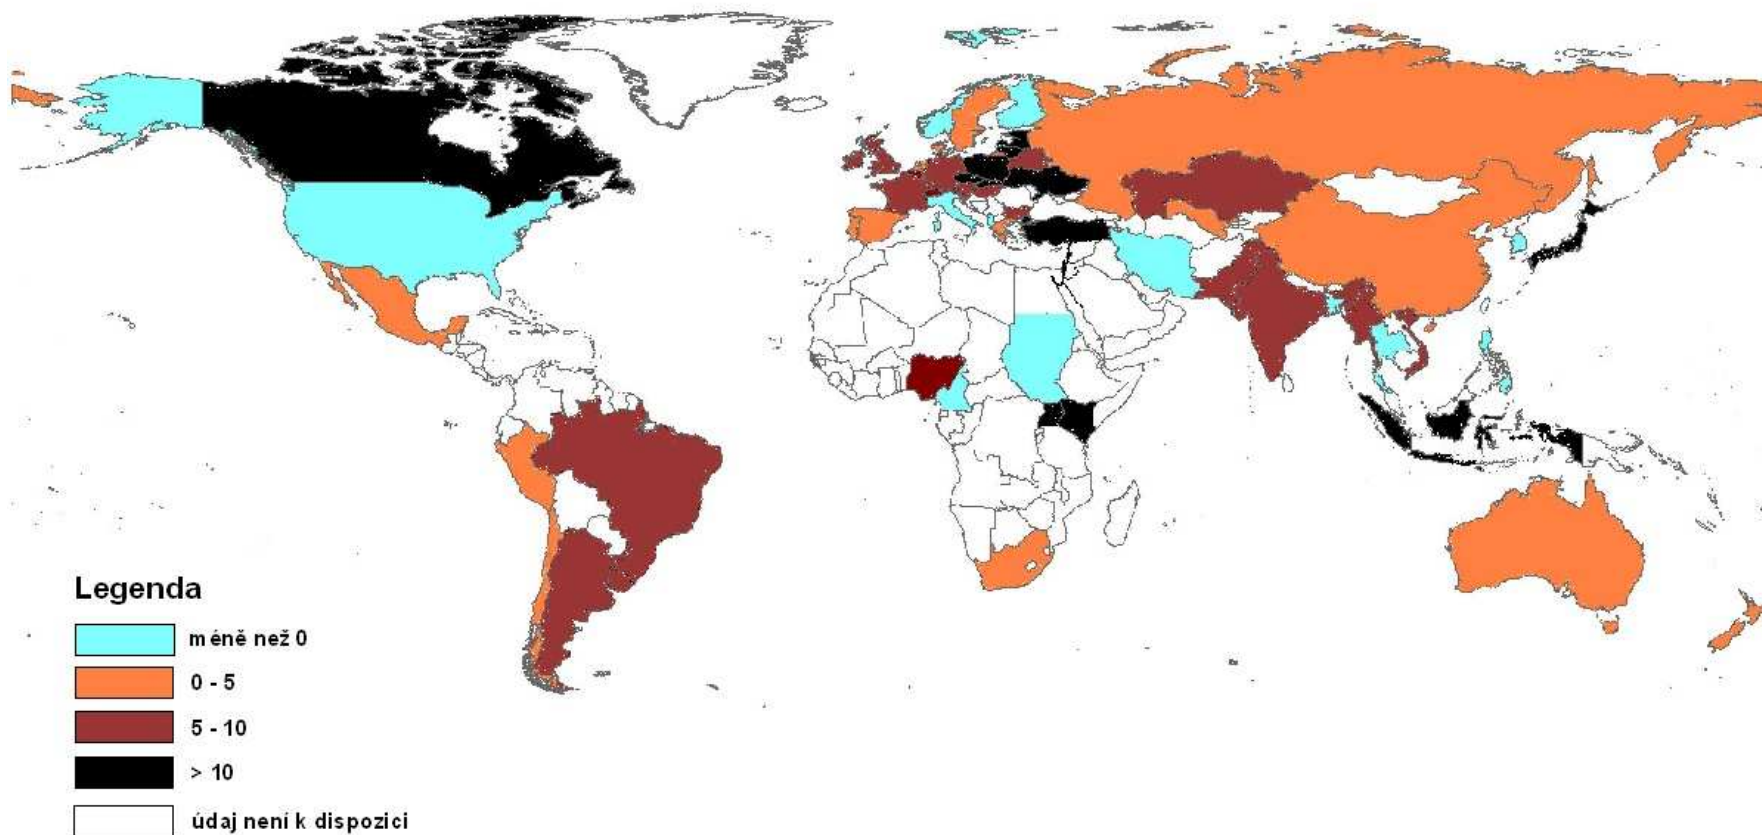 Legenda
méně než 0
0 - 5
5 - 10
> 10
údaj není k dispozici